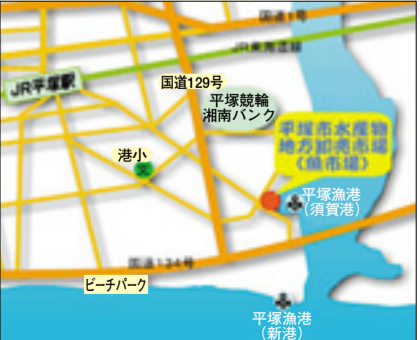 国道1号
JR東海道線
JR平塚駅
国道129号
平塚競輪
湘南バンク
平塚市水産物
地方卸売市場
(魚市場)
港小
文
平塚漁港
(須賀港)
国道134号
ビーチパーク
平塚漁港
(新港)